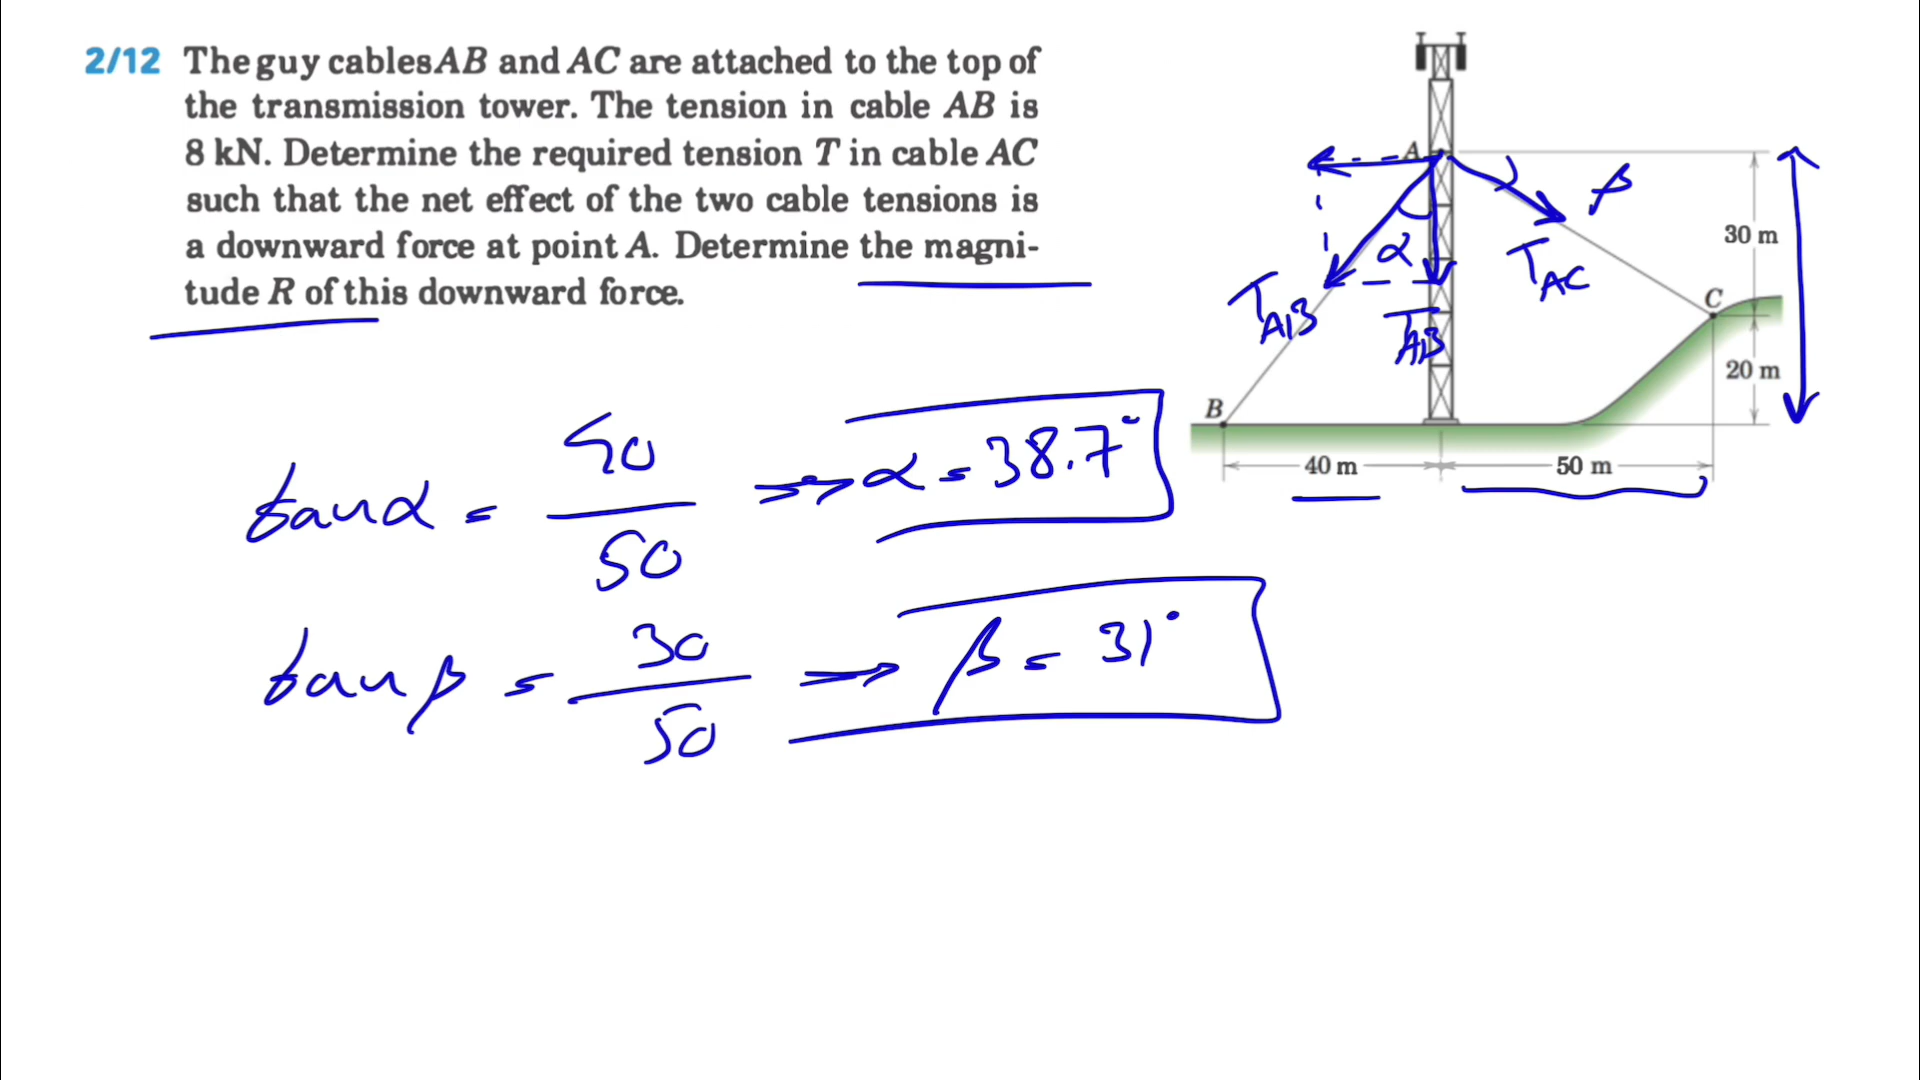 2/12 The guy cables AB and AC are attached to the top of
the transmission tower. The tension in cable AB is
8 kN. Determine the required tension T in cable AC
such that the net effect of the two cable tensions is
a downward force at point A. Determine the magni-
tude R of this downward force.
A
β
30 m
α
T_AC
C
T_AB
T_AB
20 m
B
40 m
50 m
tanα = 40/50 ⇒ α = 38.7°
tanβ = 30/50 ⇒ β = 31°